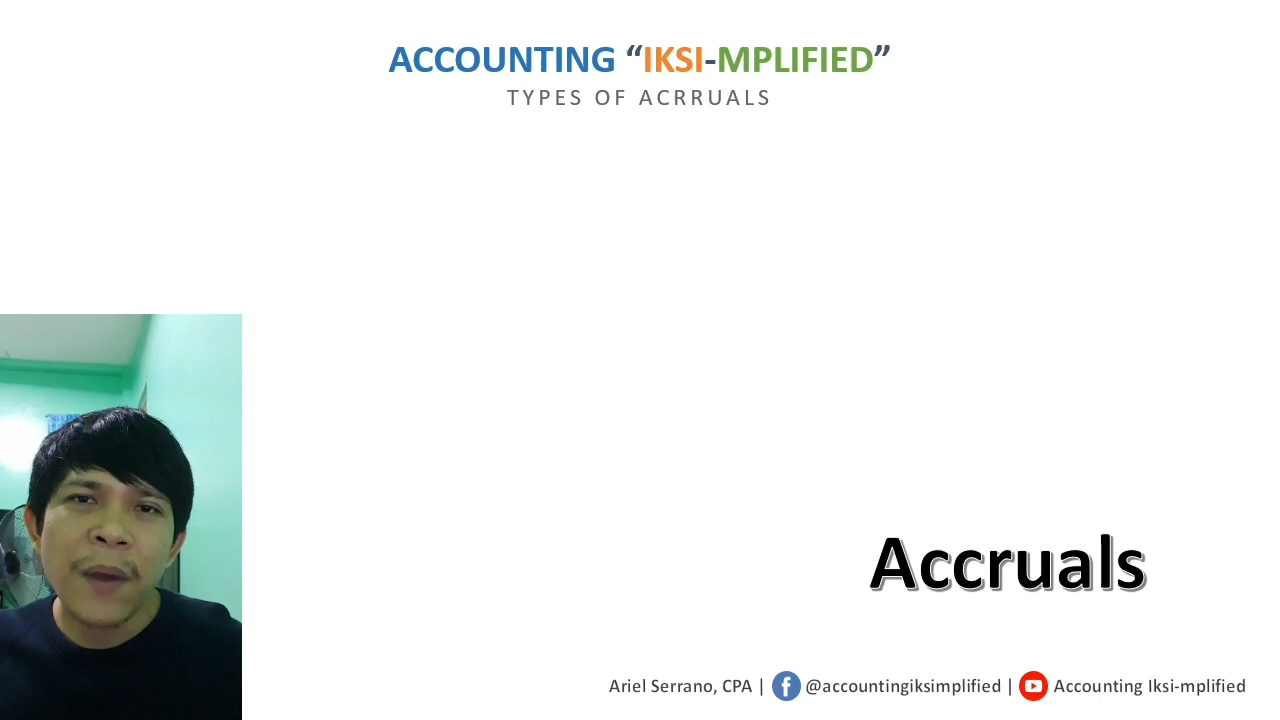 ACCOUNTING “IKSI-MPLIFIED”
TYPES OF ACRRUALS
Accruals
Ariel Serrano, CPA | @accountingiksimplified | Accounting Iksi-mplified